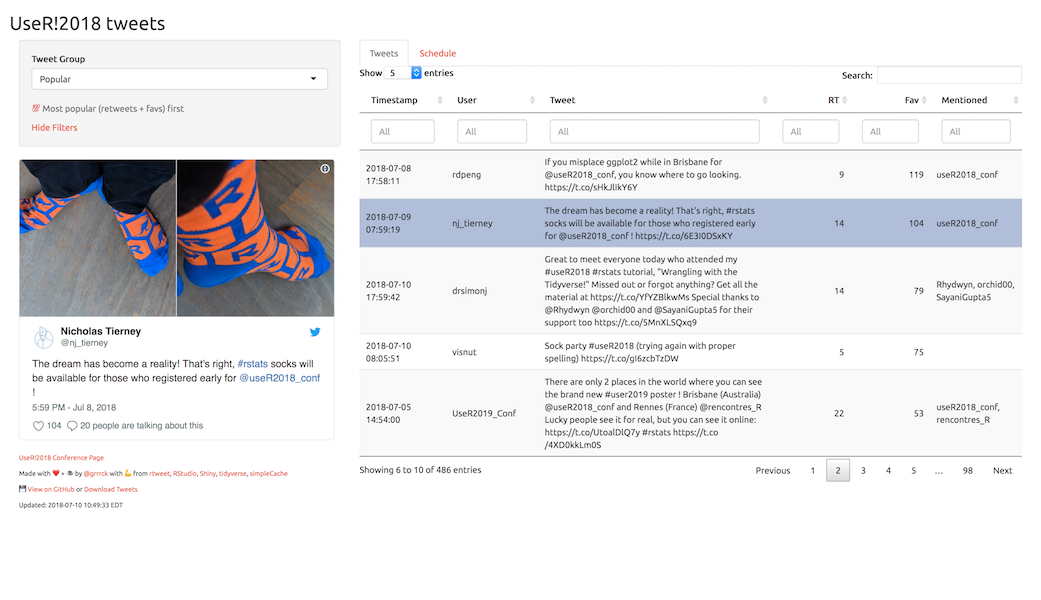 UseR!2018 tweets
Tweet Group
Popular
💯 Most popular (retweets + favs) first
Hide Filters
Nicholas Tierney
@nj_tierney
The dream has become a reality! That's right, #rstats socks will
be available for those who registered early for @useR2018_conf
!
5:59 PM - Jul 8, 2018
104 20 people are talking about this
UseR!2018 Conference Page
Made with ❤️ + ☕ by @grrrck with 💪 from rtweet, RStudio, Shiny, tidyverse, simpleCache
💾 View on GitHub or Download Tweets
Updated: 2018-07-10 10:49:33 EDT
Tweets Schedule
Show 5 entries
Search:
Timestamp User Tweet RT Fav Mentioned
All All All All All All
2018-07-08
17:58:11
rdpeng
If you misplace ggplot2 while in Brisbane for
@useR2018_conf, you know where to go looking.
https://t.co/sHkJlIkY6Y
9 119 useR2018_conf
2018-07-09
07:59:19
nj_tierney
The dream has become a reality! That's right, #rstats
socks will be available for those who registered early
for @useR2018_conf ! https://t.co/6E3I0DSxKY
14 104 useR2018_conf
2018-07-10
17:59:42
drsimonj
Great to meet everyone today who attended my
#useR2018 #rstats tutorial, "Wrangling with the
Tidyverse!" Missed out or forgot anything? Get all the
material at https://t.co/YfYZBlkwMs Special thanks to
@Rhydwyn @orchid00 and @SayaniGupta5 for their
support too https://t.co/5MnXLSQxq9
14 79 Rhydwyn, orchid00,
SayaniGupta5
2018-07-10
08:05:51
visnut
Sock party #useR2018 (trying again with proper
spelling) https://t.co/gI6zcbTzDW
5 75
2018-07-05
14:54:00
UseR2019_Conf
There are only 2 places in the world where you can see
the brand new #user2019 poster ! Brisbane (Australia)
@useR2018_conf and Rennes (France) @rencontres_R
Lucky people see it for real, but you can see it online:
https://t.co/UtoalDlQ7y #rstats https://t.co
/4XD0kkLm0S
22 53 useR2018_conf,
rencontres_R
Showing 6 to 10 of 486 entries
Previous 1 2 3 4 5 ... 98 Next